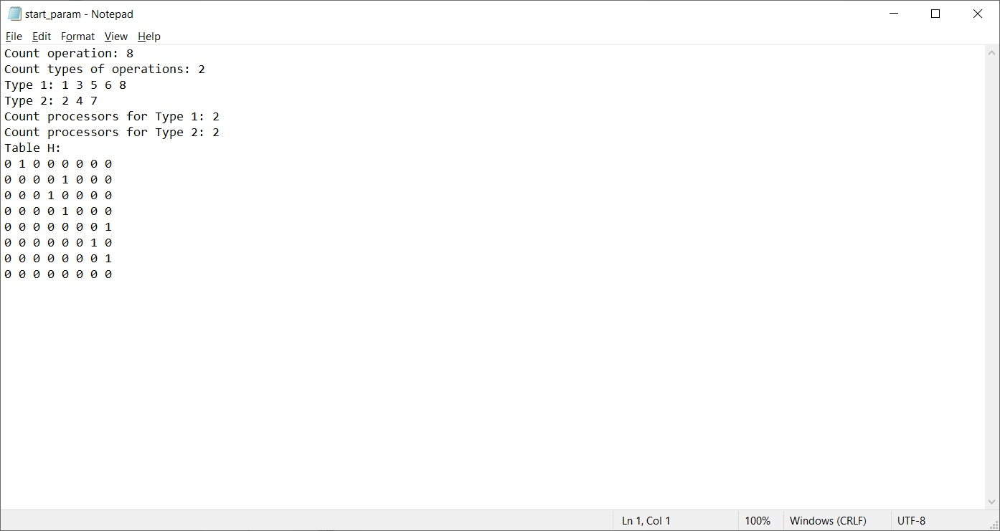 start_param - Notepad
File Edit Format View Help
Count operation: 8
Count types of operations: 2
Type 1: 1 3 5 6 8
Type 2: 2 4 7
Count processors for Type 1: 2
Count processors for Type 2: 2
Table H:
0 1 0 0 0 0 0 0
0 0 0 0 1 0 0 0
0 0 0 1 0 0 0 0
0 0 0 0 1 0 0 0
0 0 0 0 0 0 0 1
0 0 0 0 0 0 1 0
0 0 0 0 0 0 0 1
0 0 0 0 0 0 0 0
Ln 1, Col 1 100% Windows (CRLF) UTF-8